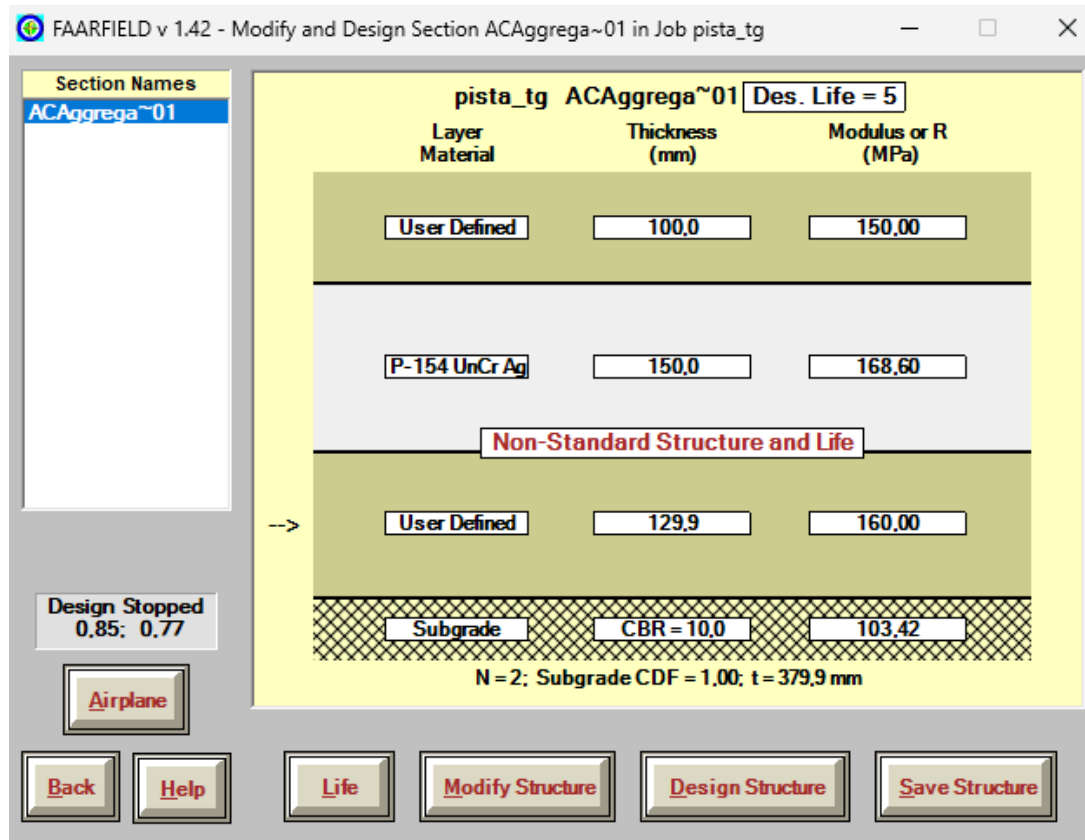 FAARFIELD v 1.42 - Modify and Design Section ACAggrega~01 in Job pista_tg
Section Names
ACAggrega~01
pista_tg ACAggrega~01 Des. Life = 5
Layer Material
Thickness (mm)
Modulus or R (MPa)
User Defined 100,0 150,00
P-154 UnCr Ag 150,0 168,60
Non-Standard Structure and Life
--> User Defined 129,9 160,00
Subgrade CBR = 10,0 103,42
N = 2; Subgrade CDF = 1,00; t = 379,9 mm
Design Stopped
0,85; 0,77
Airplane
Back Help Life Modify Structure Design Structure Save Structure